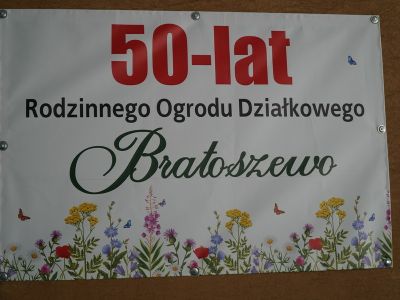 50-lat
Rodzinnego Ogrodu Działkowego
Bratoszewo